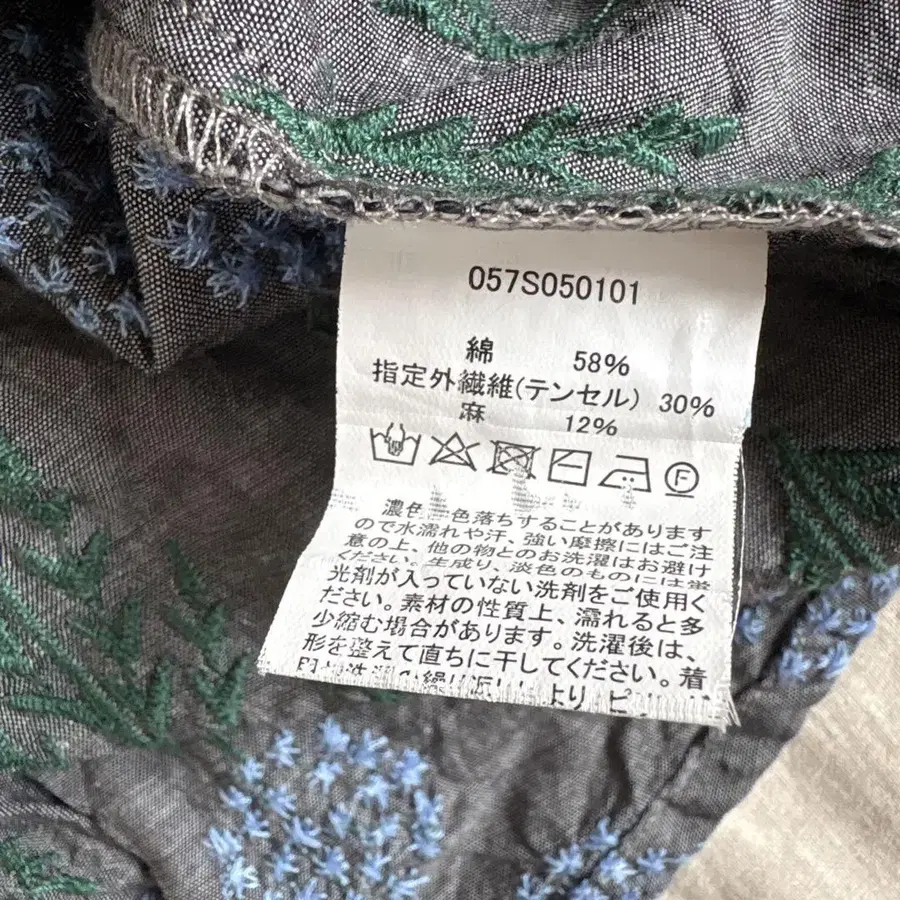 057S050101
綿 58%
指定外繊維(テンセル) 30%
麻 12%
F
濃色 色落ちすることがあります
ので水濡れや汗、強い摩擦にはご注
意の上、他の物とのお洗濯はお避け
ください。生成り、淡色のものには蛍
光剤が入っていない洗剤をご使用く
ださい。素材の性質上、濡れると多
少縮む場合があります。洗濯後は、
形を整えて直ちに干してください。着
より ピ